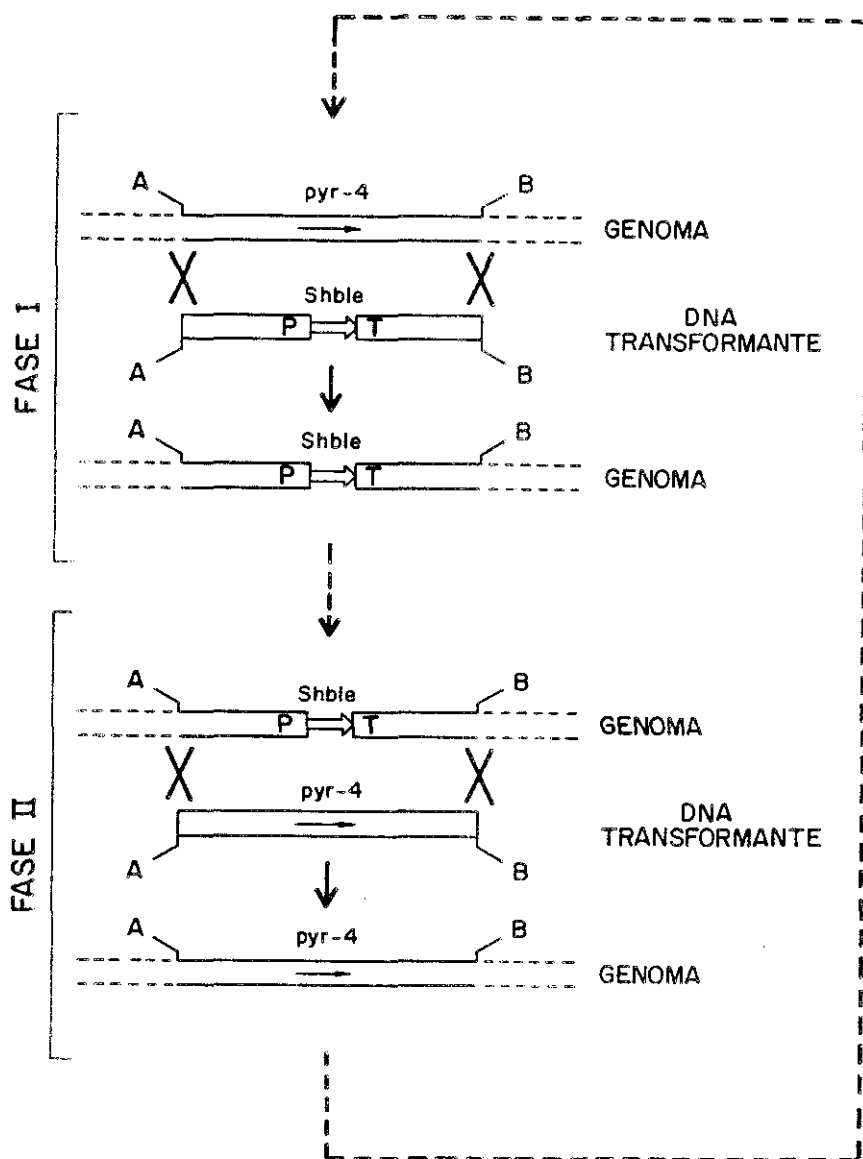 FASE I
A
pyr-4
B
GENOMA
Shble
P T
DNA
TRANSFORMANTE
A
B
A
Shble
B
P T
GENOMA
FASE II
A
Shble
B
P T
GENOMA
pyr-4
DNA
TRANSFORMANTE
A
B
A
pyr-4
B
GENOMA